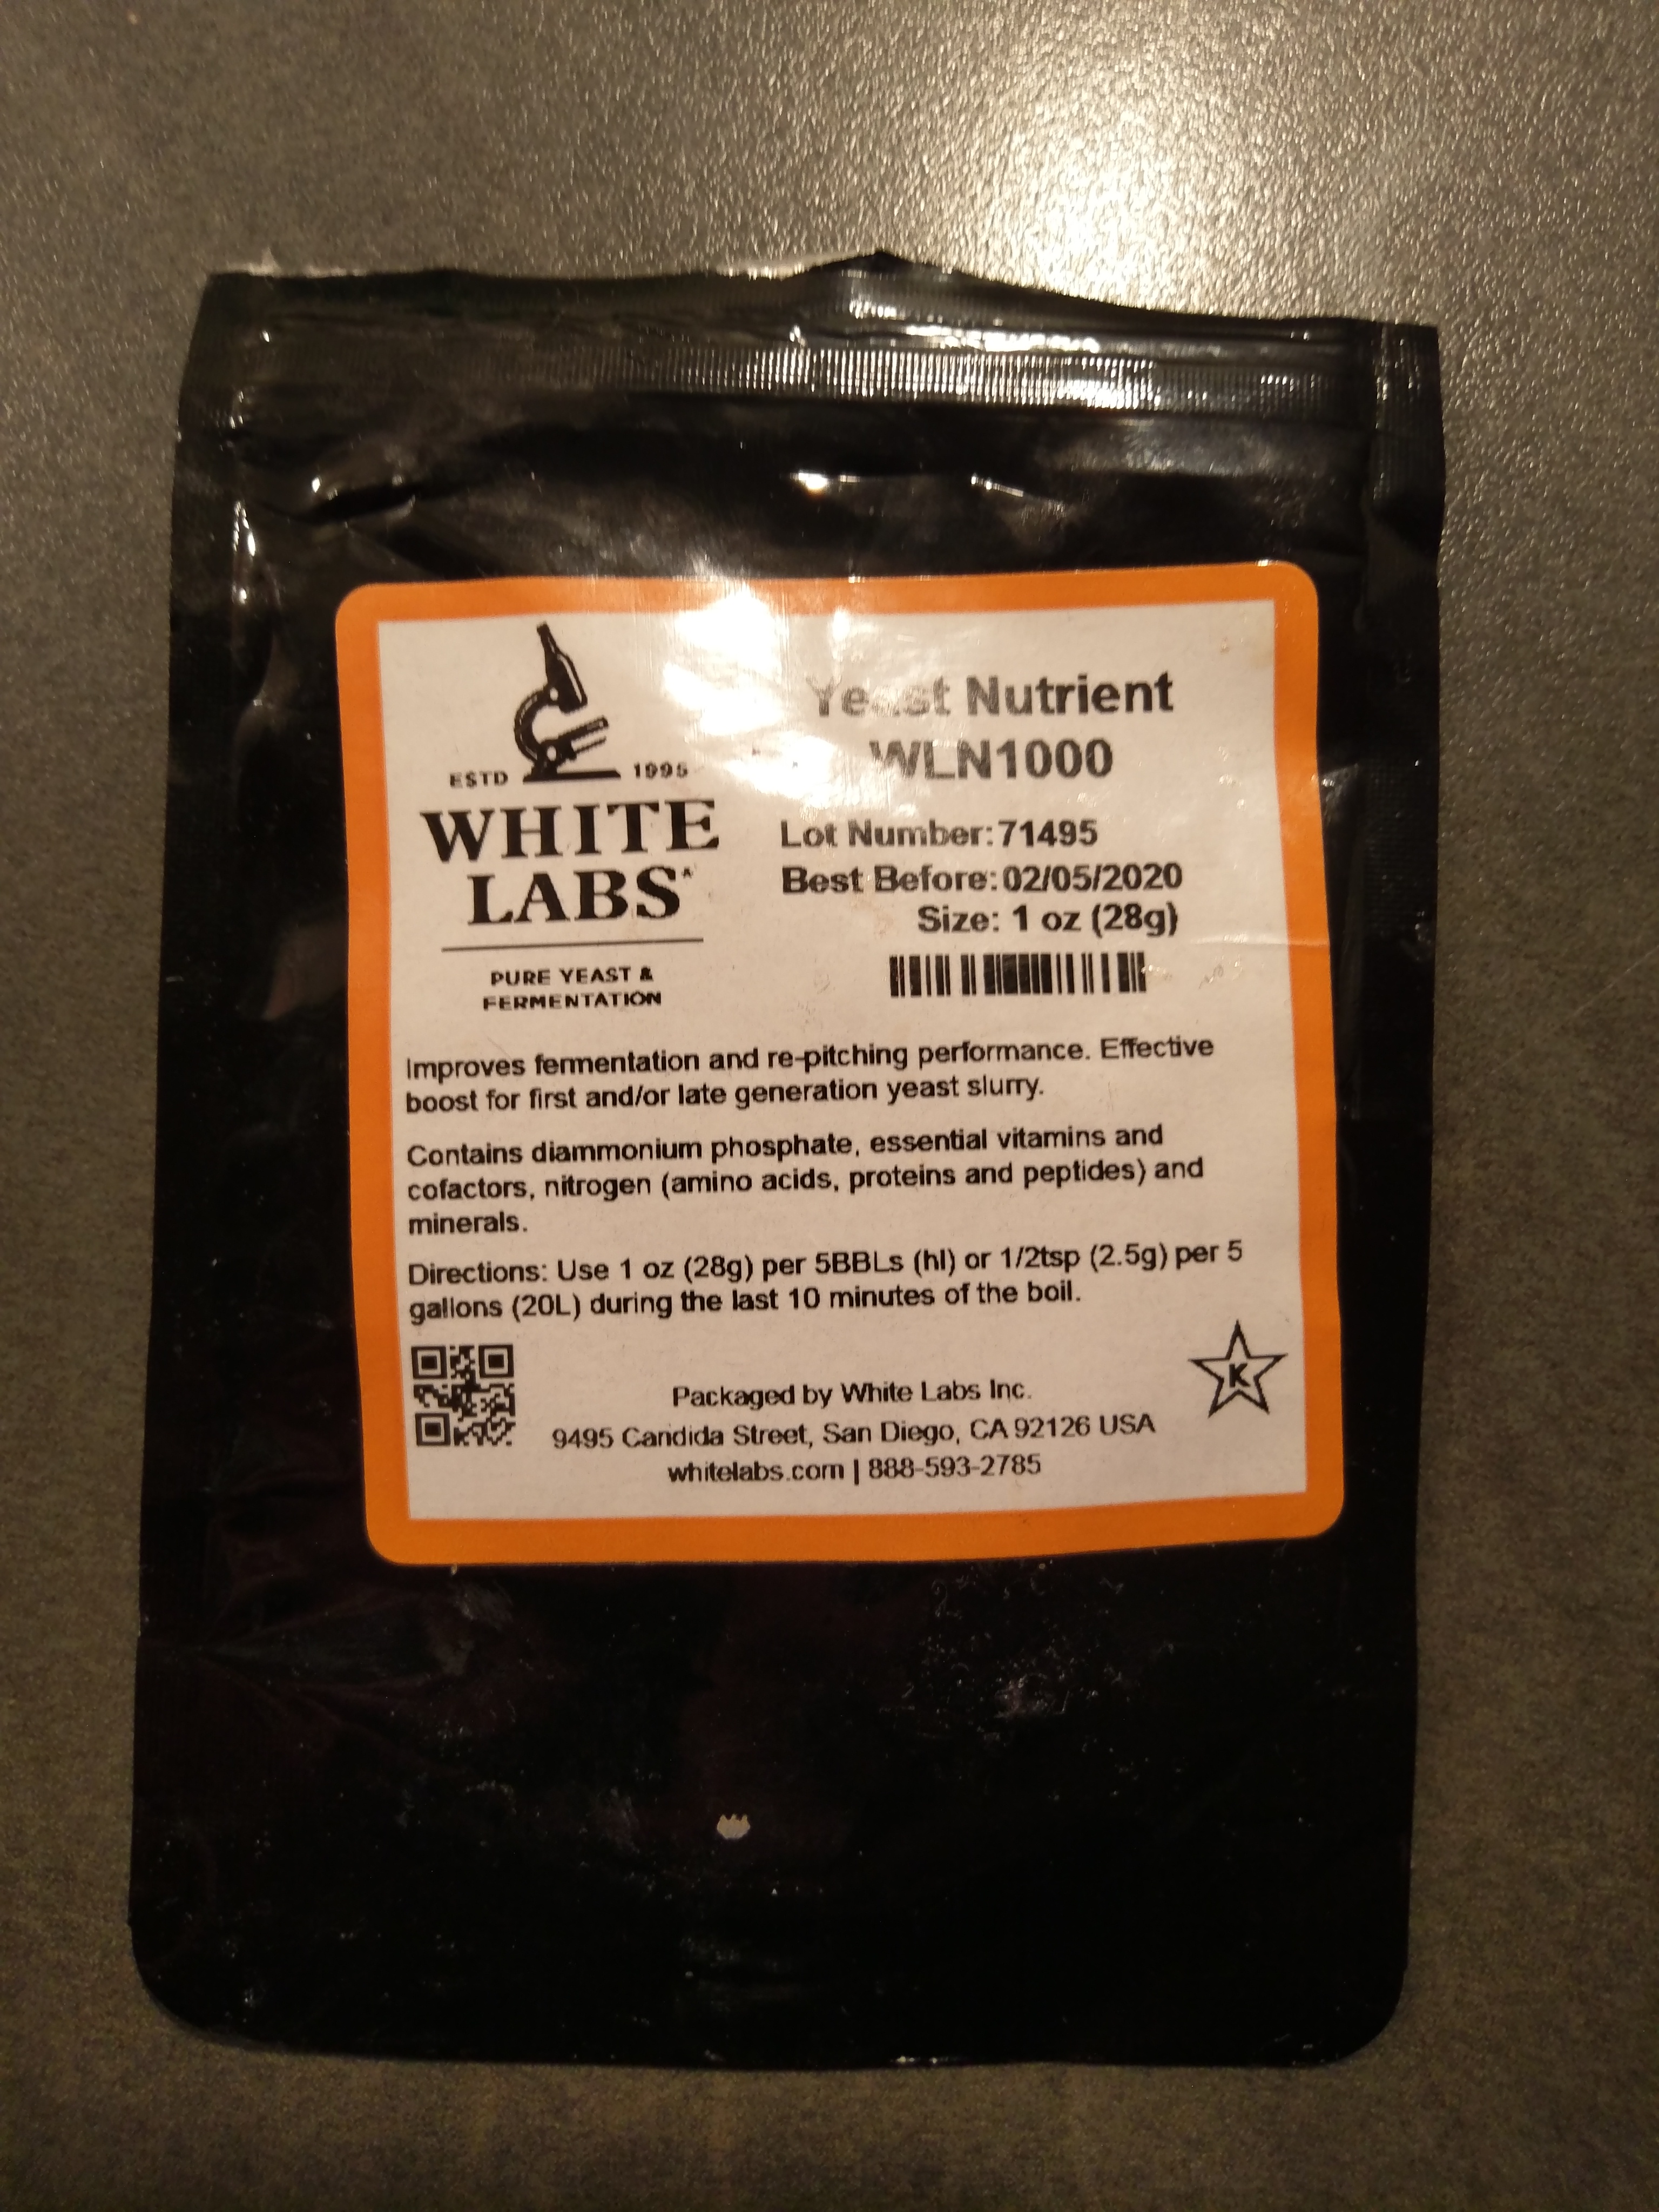 ESTD 1995
WHITE
LABS
PURE YEAST &
FERMENTATION
Yeast Nutrient
WLN1000
Lot Number: 71495
Best Before: 02/05/2020
Size: 1 oz (28g)
Improves fermentation and re-pitching performance. Effective
boost for first and/or late generation yeast slurry.
Contains diammonium phosphate, essential vitamins and
cofactors, nitrogen (amino acids, proteins and peptides) and
minerals.
Directions: Use 1 oz (28g) per 5BBLs (hl) or 1/2tsp (2.5g) per 5
gallons (20L) during the last 10 minutes of the boil.
K
Packaged by White Labs Inc.
9495 Candida Street, San Diego, CA 92126 USA
whitelabs.com | 888-593-2785